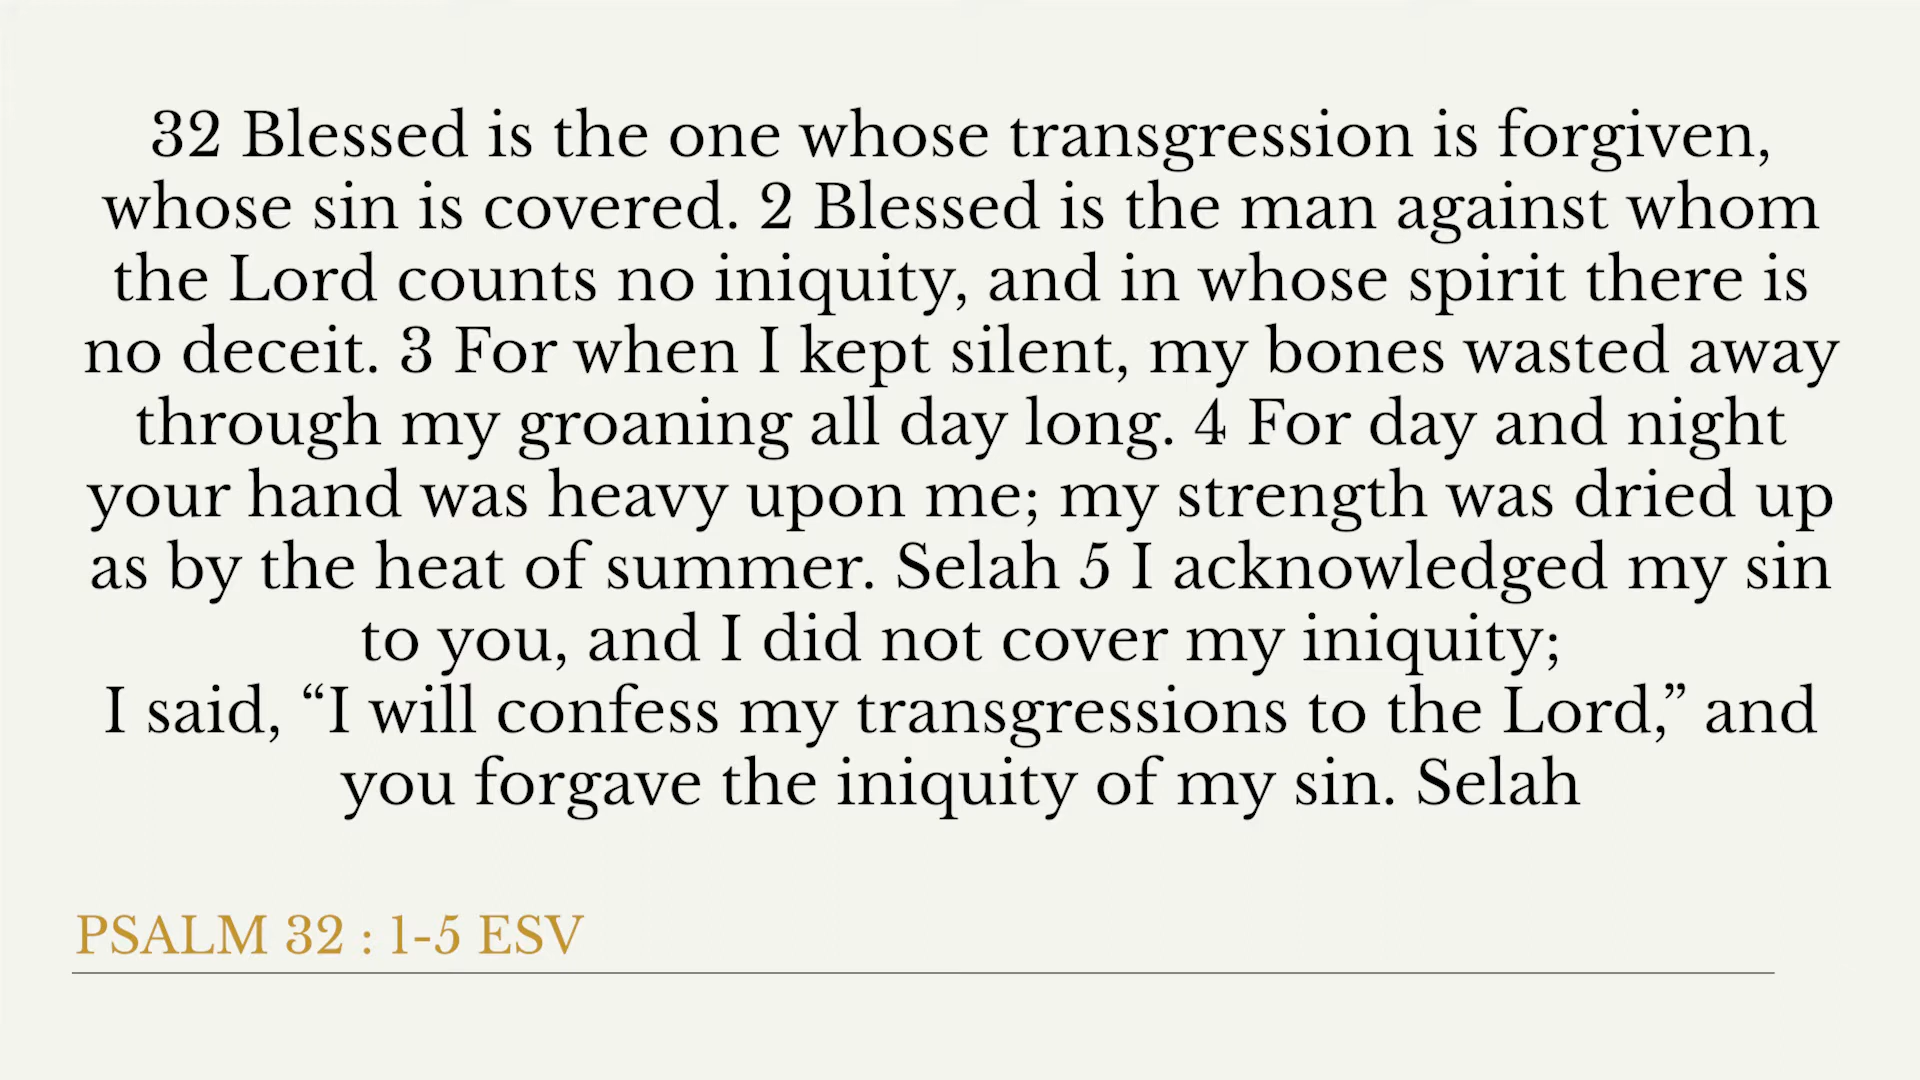 32 Blessed is the one whose transgression is forgiven,
whose sin is covered. 2 Blessed is the man against whom
the Lord counts no iniquity, and in whose spirit there is
no deceit. 3 For when I kept silent, my bones wasted away
through my groaning all day long. 4 For day and night
your hand was heavy upon me; my strength was dried up
as by the heat of summer. Selah 5 I acknowledged my sin
to you, and I did not cover my iniquity;
I said, “I will confess my transgressions to the Lord,” and
you forgave the iniquity of my sin. Selah
PSALM 32 : 1-5 ESV